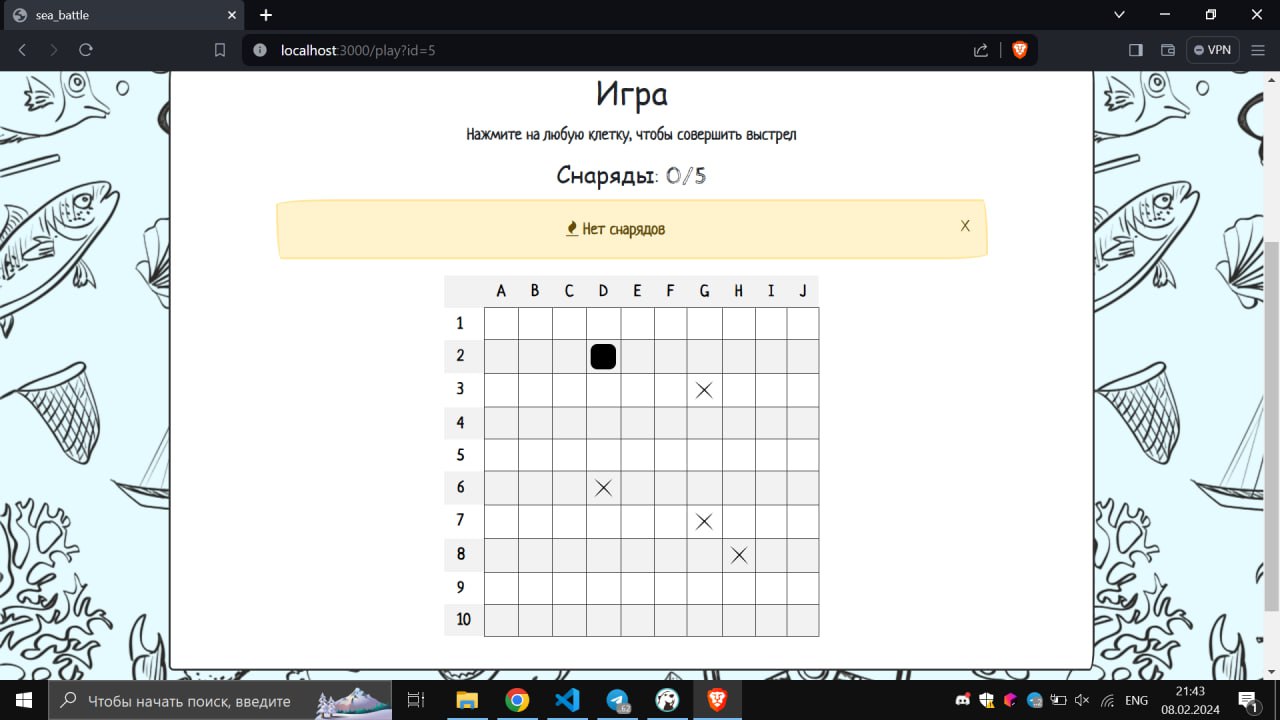 sea_battle
localhost:3000/play?id=5
VPN
Игра
Нажмите на любую клетку, чтобы совершить выстрел
Снаряды: 0/5
Нет снарядов X
A B C D E F G H I J
1
2
3
4
5
6
7
8
9
10
Чтобы начать поиск, введите
62
ENG
21:43
08.02.2024
1